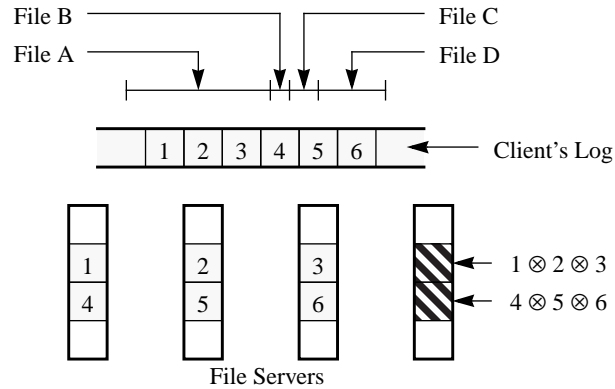 File B
File C
File A
File D
1 2 3 4 5 6
Client's Log
1 2 3
1 ⊗ 2 ⊗ 3
4 5 6
4 ⊗ 5 ⊗ 6
File Servers